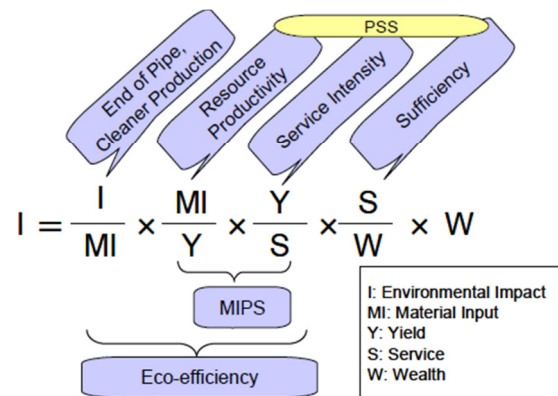 PSS
End of Pipe,
Cleaner Production
Resource
Productivity
Service Intensity
Sufficiency
I = I/MI × MI/Y × Y/S × S/W × W
MIPS
Eco-efficiency
I: Environmental Impact
MI: Material Input
Y: Yield
S: Service
W: Wealth